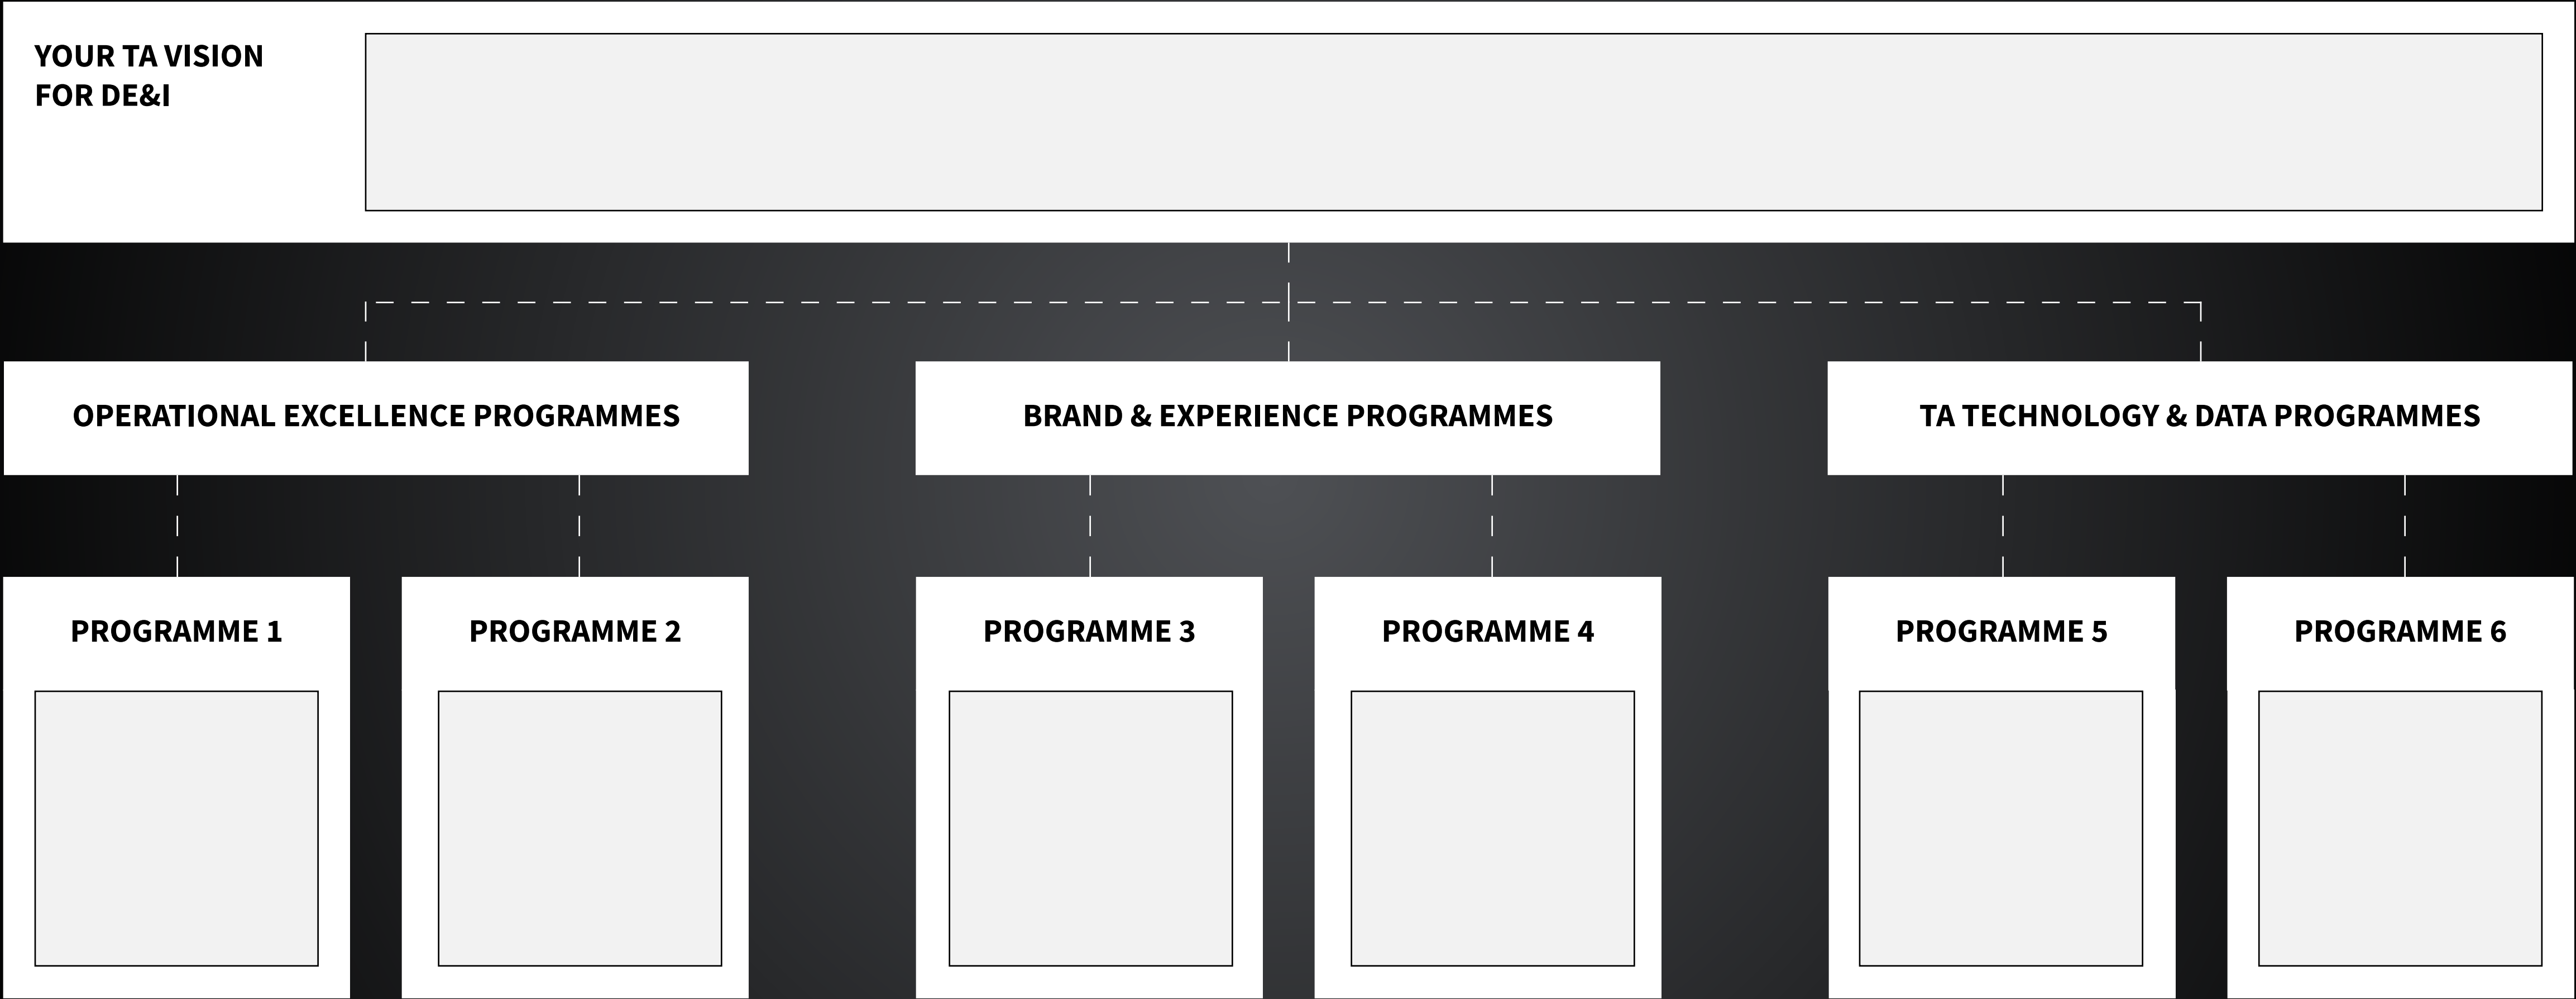 YOUR TA VISION
FOR DE&I
OPERATIONAL EXCELLENCE PROGRAMMES
BRAND & EXPERIENCE PROGRAMMES
TA TECHNOLOGY & DATA PROGRAMMES
PROGRAMME 1
PROGRAMME 2
PROGRAMME 3
PROGRAMME 4
PROGRAMME 5
PROGRAMME 6